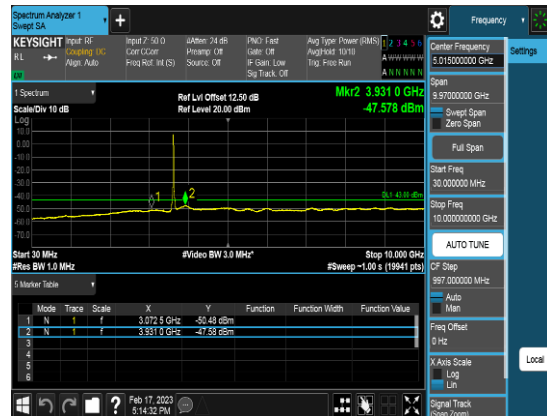 Spectrum Analyzer 1
Swept SA
Frequency
KEYSIGHT Input: RF
RL Coupling: DC
Align: Auto
Input Z: 50 Ω
Corr CCorr
Freq Ref: Int (S)
#Atten: 24 dB
Preamp: Off
Source: Off
PNO: Fast
Gate: Off
IF Gain: Low
Sig Track: Off
Avg Type: Power (RMS)
Avg|Hold: 10/10
Trig: Free Run
1 2 3 4 5 6
A W W W W W
A N N N N N
1 Spectrum
Scale/Div 10 dB
Ref Lvl Offset 12.50 dB
Ref Level 20.00 dBm
Mkr2 3.931 0 GHz
-47.578 dBm
Log
10.0
0.00
-10.0
-20.0
-30.0
-40.0
-50.0
-60.0
-70.0
1
2
DL1 -43.00 dBm
Start 30 MHz
#Res BW 1.0 MHz
#Video BW 3.0 MHz*
Stop 10.000 GHz
#Sweep ~1.00 s (19941 pts)
5 Marker Table
Mode Trace Scale X Y Function Function Width Function Value
1 N 1 f 3.072 5 GHz -50.48 dBm
2 N 1 f 3.931 0 GHz -47.58 dBm
3
4
5
6
Feb 17, 2023
5:14:32 PM
Center Frequency
5.015000000 GHz
Settings
Span
9.97000000 GHz
Swept Span
Zero Span
Full Span
Start Freq
30.000000 MHz
Stop Freq
10.000000000 GHz
AUTO TUNE
CF Step
997.000000 MHz
Auto
Man
Freq Offset
0 Hz
X Axis Scale
Log
Lin
Local
Signal Track
(Span Zoom)